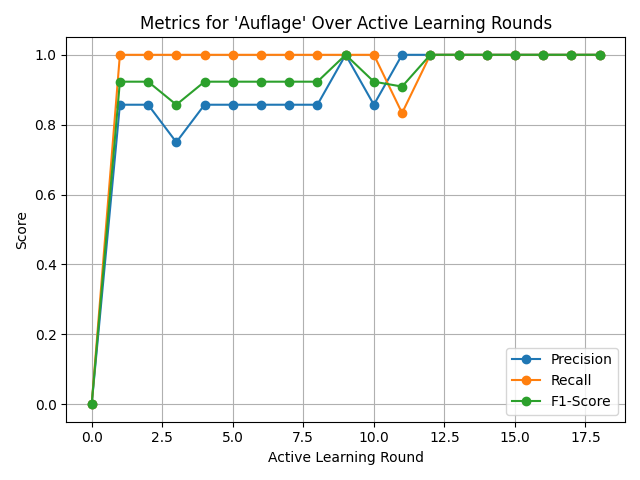 Metrics for 'Auflage' Over Active Learning Rounds
Score
1.0
0.8
0.6
0.4
0.2
0.0
0.0 2.5 5.0 7.5 10.0 12.5 15.0 17.5
Active Learning Round
Precision
Recall
F1-Score